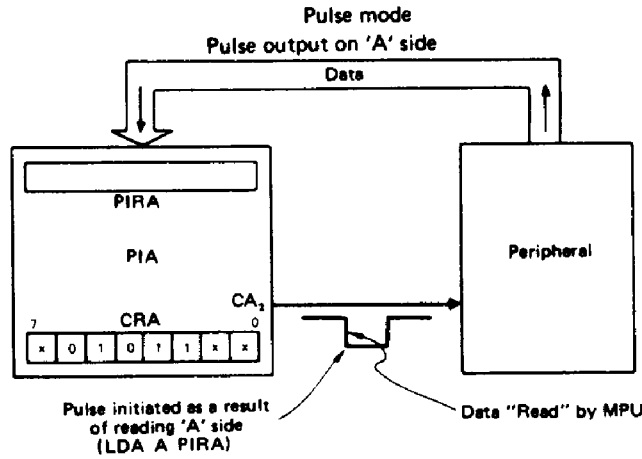 Pulse mode
Pulse output on 'A' side
Data
PIRA
PIA
Peripheral
CA₂
7 CRA 0
x 0 1 0 1 1 x x
Pulse initiated as a result
of reading 'A' side
(LDA A PIRA)
Data "Read" by MPU